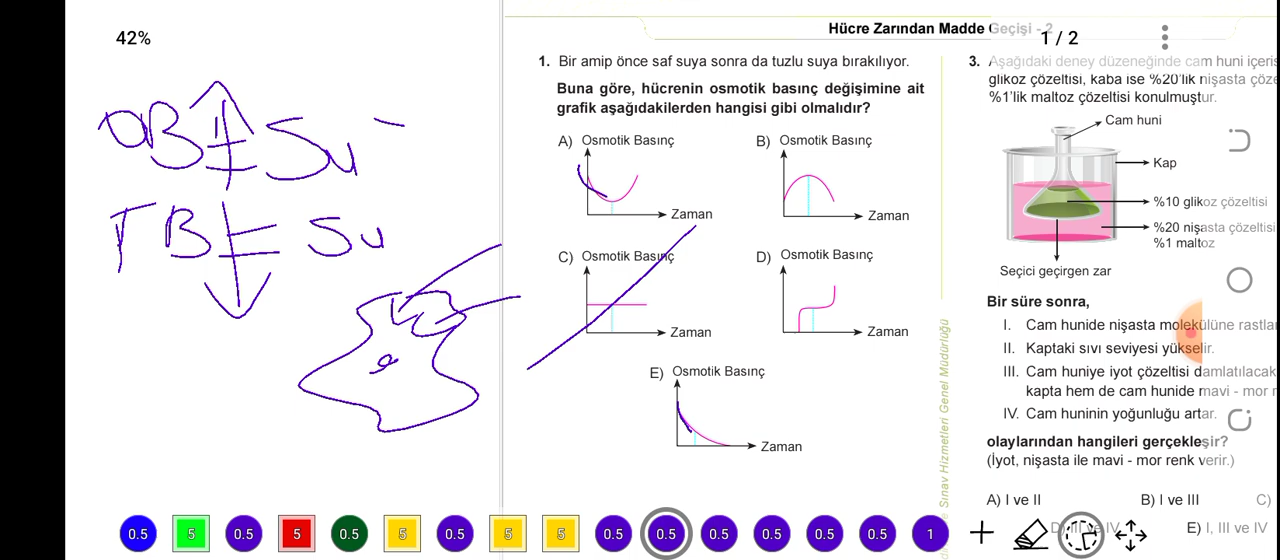 42%
OB Su
TB Su
Hücre Zarından Madde Geçişi - 2
1 / 2
1. Bir amip önce saf suya sonra da tuzlu suya bırakılıyor.
Buna göre, hücrenin osmotik basınç değişimine ait
grafik aşağıdakilerden hangisi gibi olmalıdır?
A) Osmotik Basınç
Zaman
B) Osmotik Basınç
Zaman
C) Osmotik Basınç
Zaman
D) Osmotik Basınç
Zaman
E) Osmotik Basınç
Zaman
Sınav Hizmetleri Genel Müdürlüğü
3. Aşağıdaki deney düzeneğinde cam huni
glikoz çözeltisi, kaba ise %20'lik nişasta
%1'lik maltoz çözeltisi konulmuştur.
Cam huni
Kap
%10 glikoz çözeltisi
%20 nişasta çözeltisi
%1 maltoz
Seçici geçirgen zar
Bir süre sonra,
I. Cam hunide nişasta molekülüne
II. Kaptaki sıvı seviyesi yükselir.
III. Cam huniye iyot çözeltisi
kapta hem de cam hunide mavi - mor
IV. Cam huninin yoğunluğu artar.
olaylarından hangileri gerçekleşir?
(İyot, nişasta ile mavi - mor renk verir.)
A) I ve II
B) I ve III
C)
E) I, III ve IV
0.5 5 0.5 5 0.5 5 0.5 5 5 0.5 0.5 0.5 0.5 0.5 0.5 1